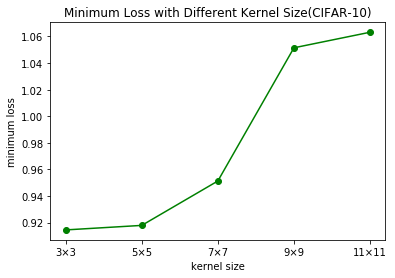 Minimum Loss with Different Kernel Size(CIFAR-10)
1.06
1.04
1.02
1.00
0.98
0.96
0.94
0.92
minimum loss
3×3 5×5 7×7 9×9 11×11
kernel size